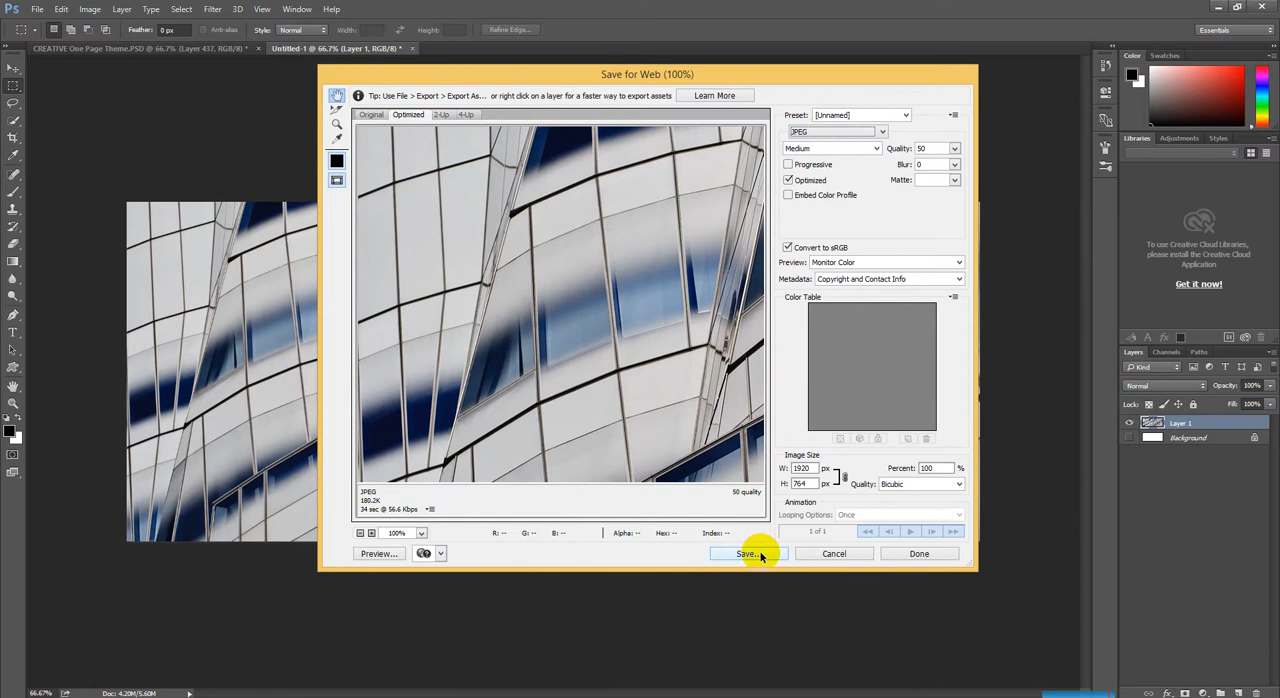 Ps File Edit Image Layer Type Select Filter 3D View Window Help
Feather: 0 px Anti-alias Style: Normal Width: Height: Refine Edge... Essentials
CREATIVE One Page Theme.PSD @ 66.7% (Layer 437, RGB/8) * × Untitled-1 @ 66.7% (Layer 1, RGB/8) * ×
Save for Web (100%)
Tip: Use File > Export > Export As... or right click on a layer for a faster way to export assets Learn More
Original Optimized 2-Up 4-Up
Preset: [Unnamed]
JPEG
Medium Quality: 50
Progressive Blur: 0
Optimized Matte:
Embed Color Profile
Convert to sRGB
Preview: Monitor Color
Metadata: Copyright and Contact Info
Color Table
Image Size
W: 1920 px Percent: 100 %
H: 764 px Quality: Bicubic
Animation
Looping Options: Once
1 of 1
JPEG 50 quality
180.2K
34 sec @ 56.6 Kbps
100% R: -- G: -- B: -- Alpha: -- Hex: -- Index: --
Preview... Save... Cancel Done
Color Swatches
Libraries Adjustments Styles
To use Creative Cloud Libraries,
please install the Creative Cloud
Application
Get it now!
Layers Channels Paths
Kind
Normal Opacity: 100%
Lock: Fill: 100%
Layer 1
Background
66.67% Doc: 4.20M/5.60M